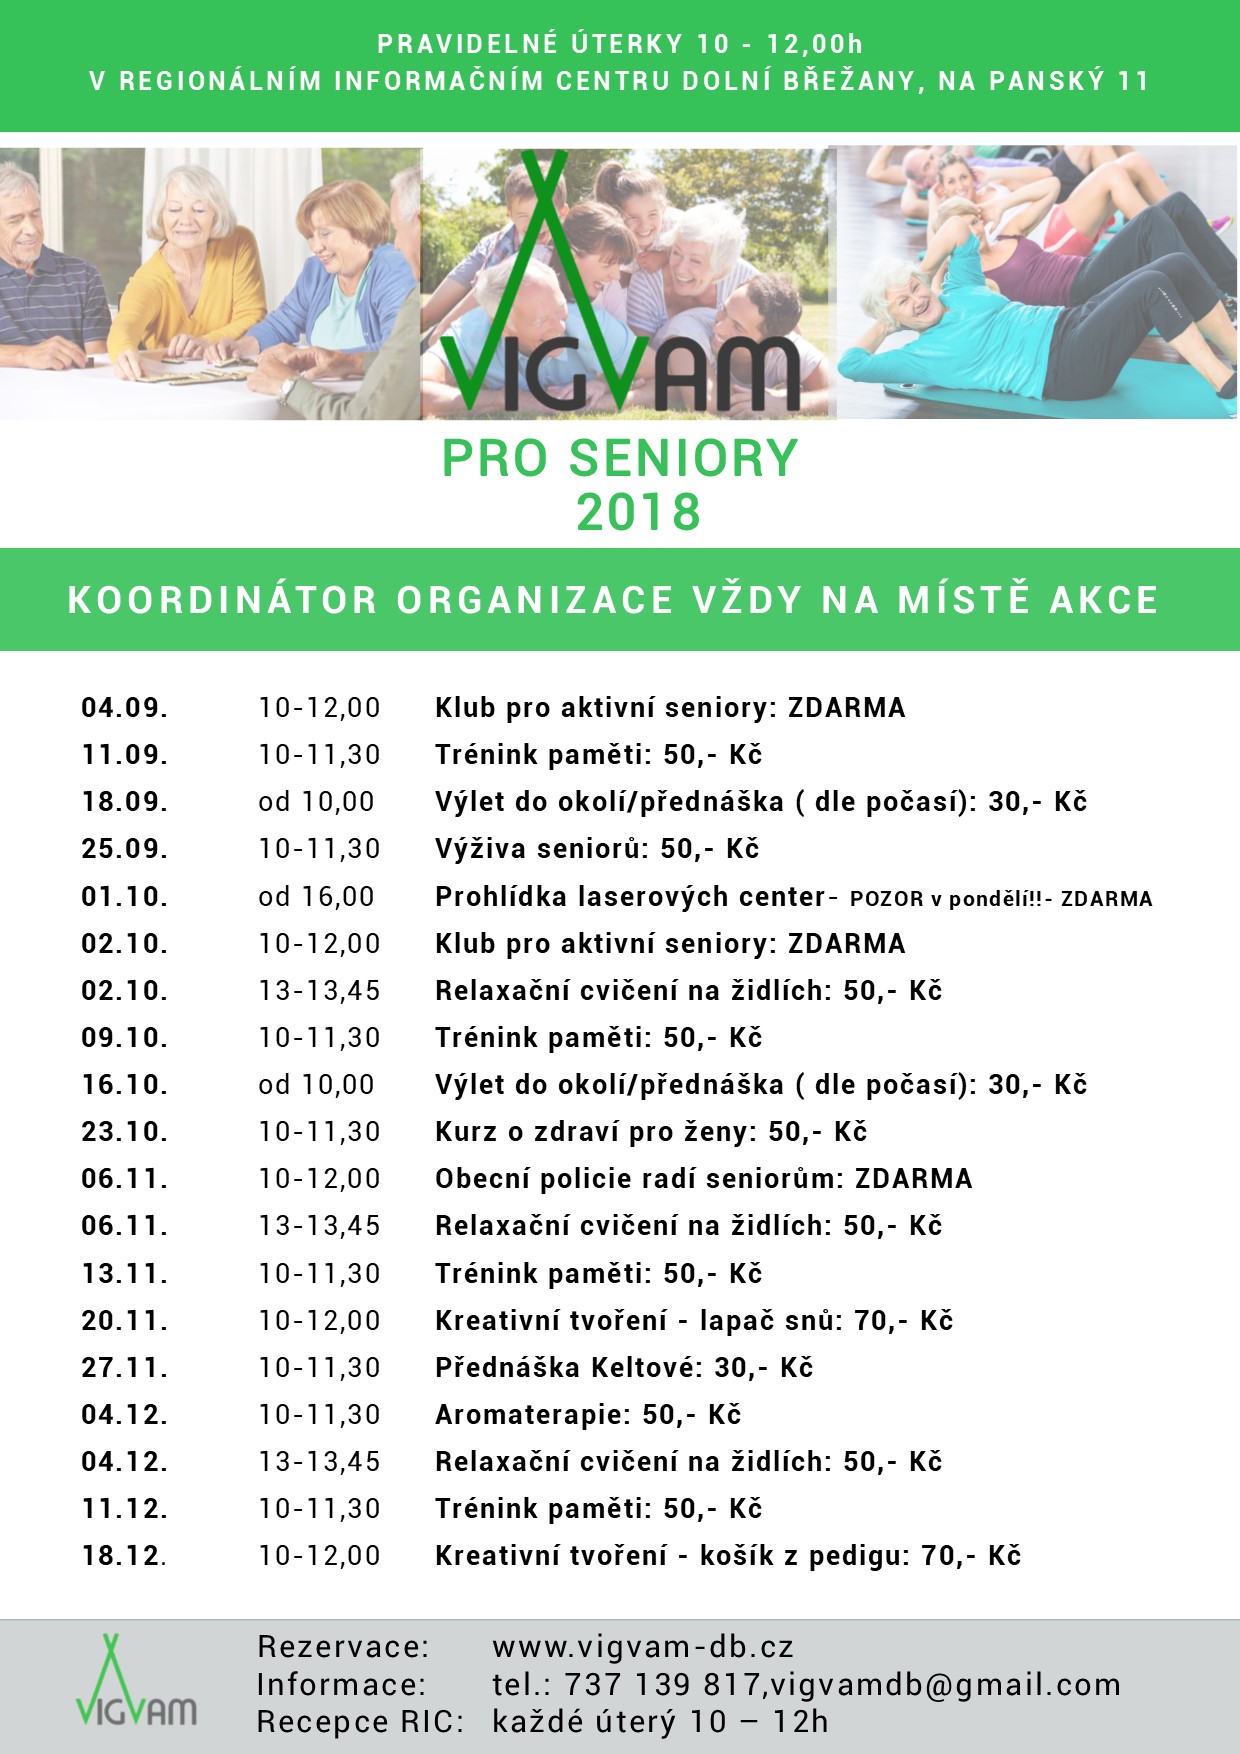 PRAVIDELNÉ ÚTERKY 10 - 12,00h
V REGIONÁLNÍM INFORMAČNÍM CENTRU DOLNÍ BŘEŽANY, NA PANSKÝ 11
VIGVAM
PRO SENIORY
2018
KOORDINÁTOR ORGANIZACE VŽDY NA MÍSTĚ AKCE
04.09. 10-12,00 Klub pro aktivní seniory: ZDARMA
11.09. 10-11,30 Trénink paměti: 50,- Kč
18.09. od 10,00 Výlet do okolí/přednáška ( dle počasí): 30,- Kč
25.09. 10-11,30 Výživa seniorů: 50,- Kč
01.10. od 16,00 Prohlídka laserových center- POZOR v pondělí!!- ZDARMA
02.10. 10-12,00 Klub pro aktivní seniory: ZDARMA
02.10. 13-13,45 Relaxační cvičení na židlích: 50,- Kč
09.10. 10-11,30 Trénink paměti: 50,- Kč
16.10. od 10,00 Výlet do okolí/přednáška ( dle počasí): 30,- Kč
23.10. 10-11,30 Kurz o zdraví pro ženy: 50,- Kč
06.11. 10-12,00 Obecní policie radí seniorům: ZDARMA
06.11. 13-13,45 Relaxační cvičení na židlích: 50,- Kč
13.11. 10-11,30 Trénink paměti: 50,- Kč
20.11. 10-12,00 Kreativní tvoření - lapač snů: 70,- Kč
27.11. 10-11,30 Přednáška Keltové: 30,- Kč
04.12. 10-11,30 Aromaterapie: 50,- Kč
04.12. 13-13,45 Relaxační cvičení na židlích: 50,- Kč
11.12. 10-11,30 Trénink paměti: 50,- Kč
18.12. 10-12,00 Kreativní tvoření - košík z pedigu: 70,- Kč
VIGVAM
Rezervace: www.vigvam-db.cz
Informace: tel.: 737 139 817,vigvamdb@gmail.com
Recepce RIC: každé úterý 10 – 12h